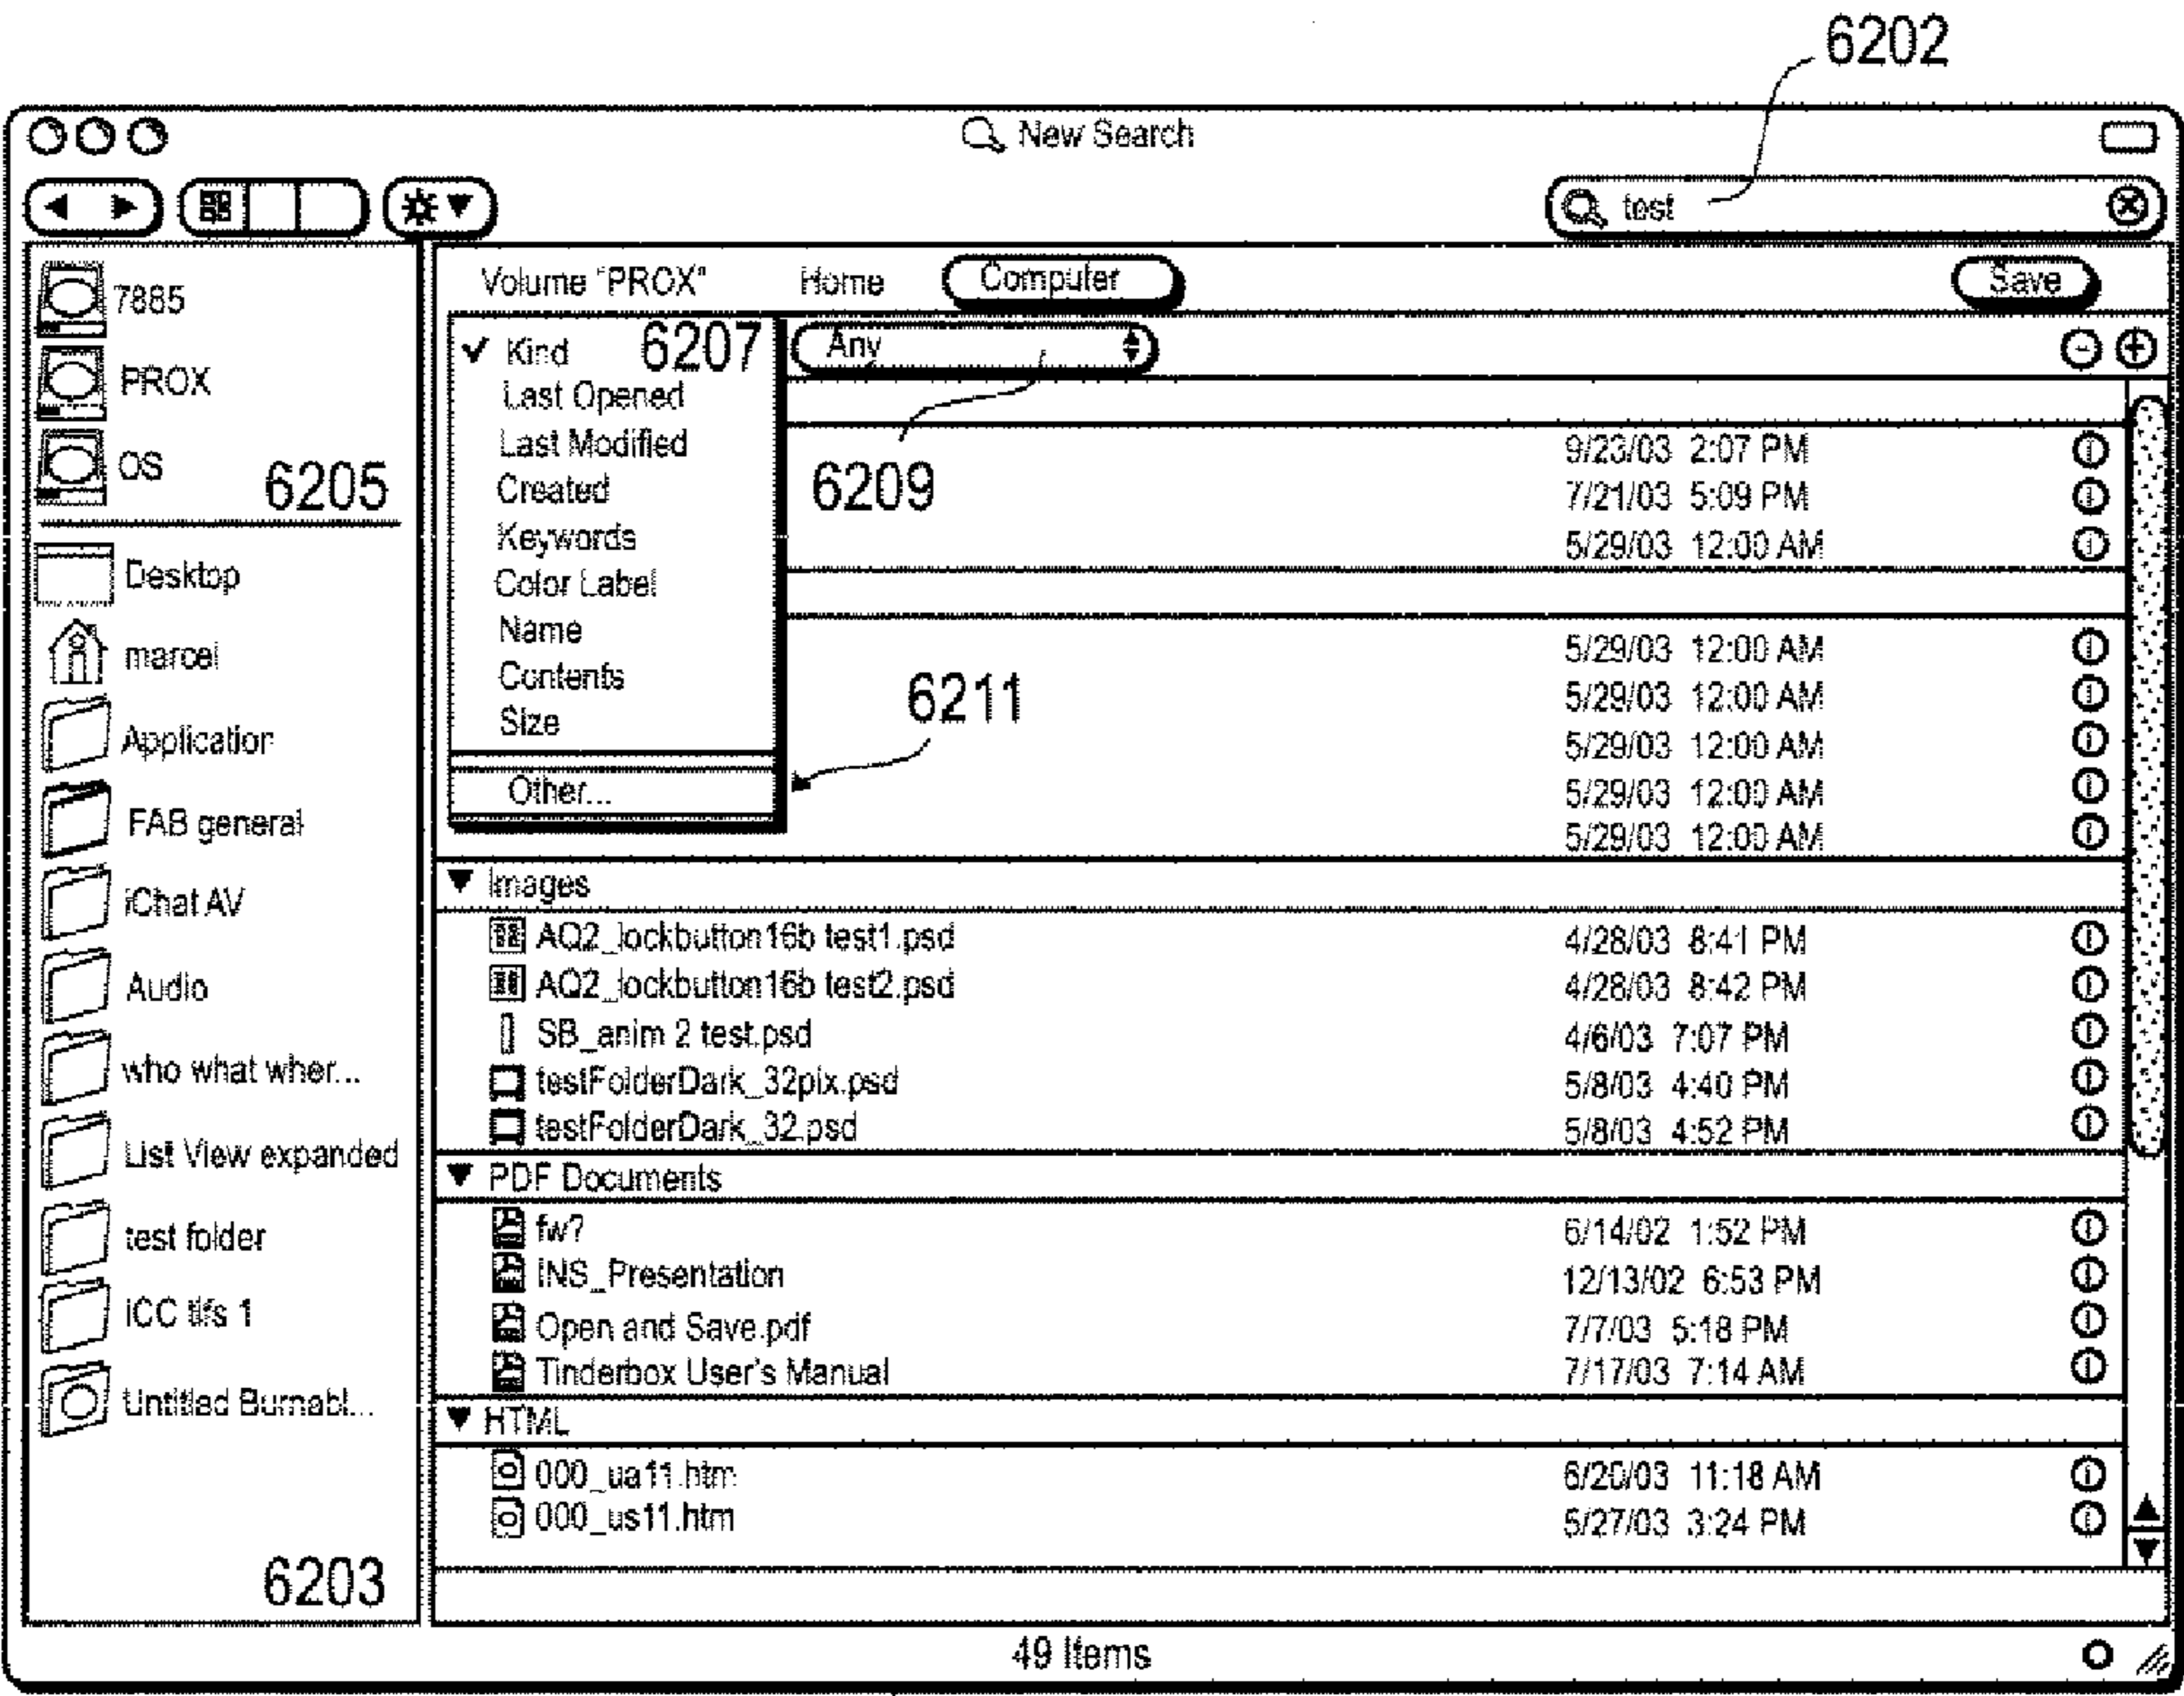 6202
New Search
test
7885
PROX
OS
6205
Desktop
marcel
Application
FAB general
iChat AV
Audio
who what wher...
List View expanded
test folder
iCC tifs 1
Untitled Burnabl...
6203
Volume "PROX" Home Computer Save
✓ Kind 6207 Any
Last Opened
Last Modified
Created
Keywords
Color Label
Name
Contents
Size
Other...
6209
6211
9/23/03 2:07 PM
7/21/03 5:09 PM
5/29/03 12:00 AM
5/29/03 12:00 AM
5/29/03 12:00 AM
5/29/03 12:00 AM
5/29/03 12:00 AM
5/29/03 12:00 AM
Images
AQ2_lockbutton16b test1.psd 4/28/03 8:41 PM
AQ2_lockbutton16b test2.psd 4/28/03 8:42 PM
SB_anim 2 test.psd 4/6/03 7:07 PM
testFolderDark_32pix.psd 5/8/03 4:40 PM
testFolderDark_32.psd 5/8/03 4:52 PM
PDF Documents
fw? 6/14/02 1:52 PM
INS_Presentation 12/13/02 6:53 PM
Open and Save.pdf 7/7/03 5:18 PM
Tinderbox User's Manual 7/17/03 7:14 AM
HTML
000_ua11.htm 6/20/03 11:18 AM
000_us11.htm 5/27/03 3:24 PM
49 Items